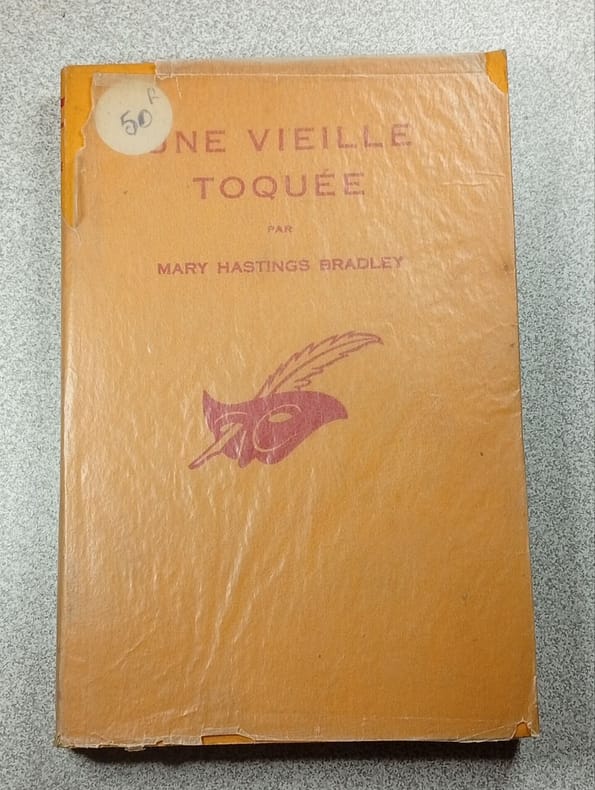 50 F
UNE VIEILLE
TOQUÉE
PAR
MARY HASTINGS BRADLEY